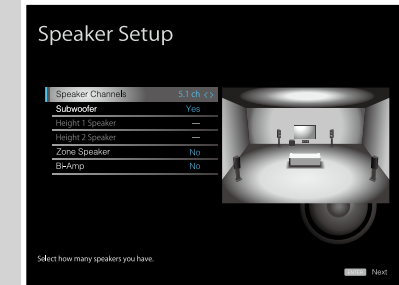 Speaker Setup
Speaker Channels 5.1 ch < >
Subwoofer Yes
Height 1 Speaker —
Height 2 Speaker —
Zone Speaker No
Bi-Amp No
Select how many speakers you have.
ENTER Next